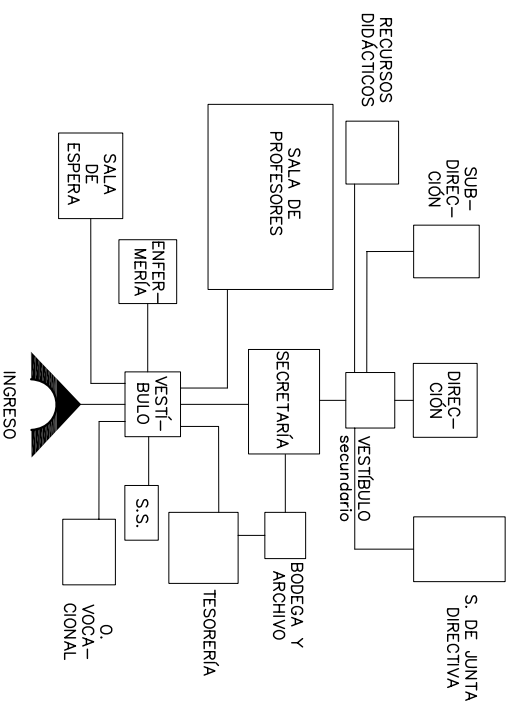 RECURSOS
DIDÁCTICOS
SUB-
DIREC-
CIÓN
DIREC-
CIÓN
S. DE JUNTA
DIRECTIVA
VESTÍBULO
secundario
SALA DE
PROFESORES
SECRETARÍA
BODEGA Y
ARCHIVO
TESORERÍA
ENFER-
MERÍA
VESTÍ-
BULO
S.S.
SALA
DE
ESPERA
O.
VOCA-
CIONAL
INGRESO